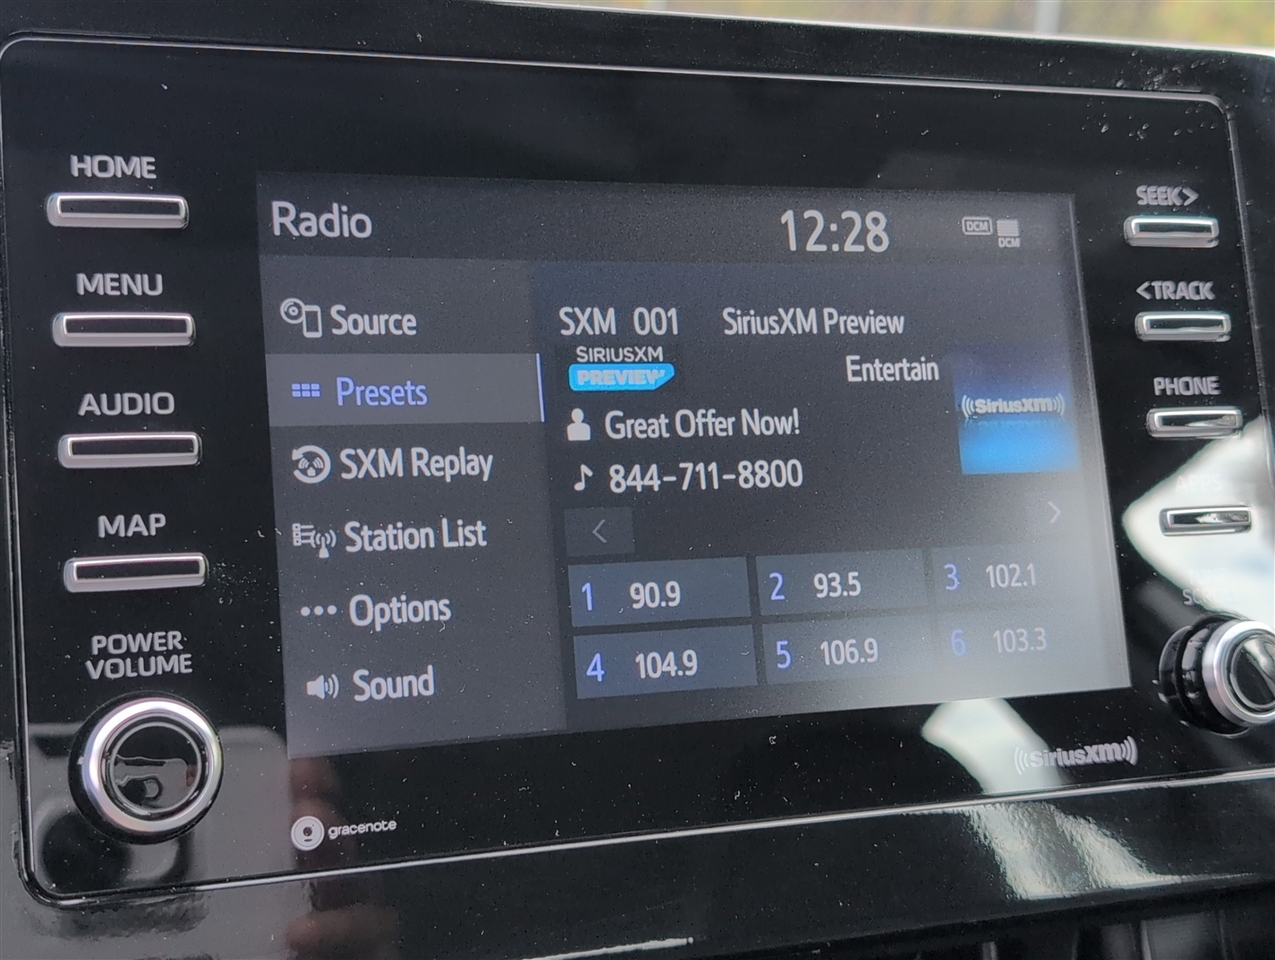 HOME
MENU
AUDIO
MAP
POWER
VOLUME
Radio
12:28
DCM
DCM
Source
Presets
SXM Replay
Station List
Options
Sound
SXM 001 SiriusXM Preview
SIRIUSXM
PREVIEW
Entertain
((SiriusXM))
Great Offer Now!
844-711-8800
1 90.9
2 93.5
3 102.1
4 104.9
5 106.9
6 103.3
SEEK>
<TRACK
PHONE
gracenote
((SiriusXM))